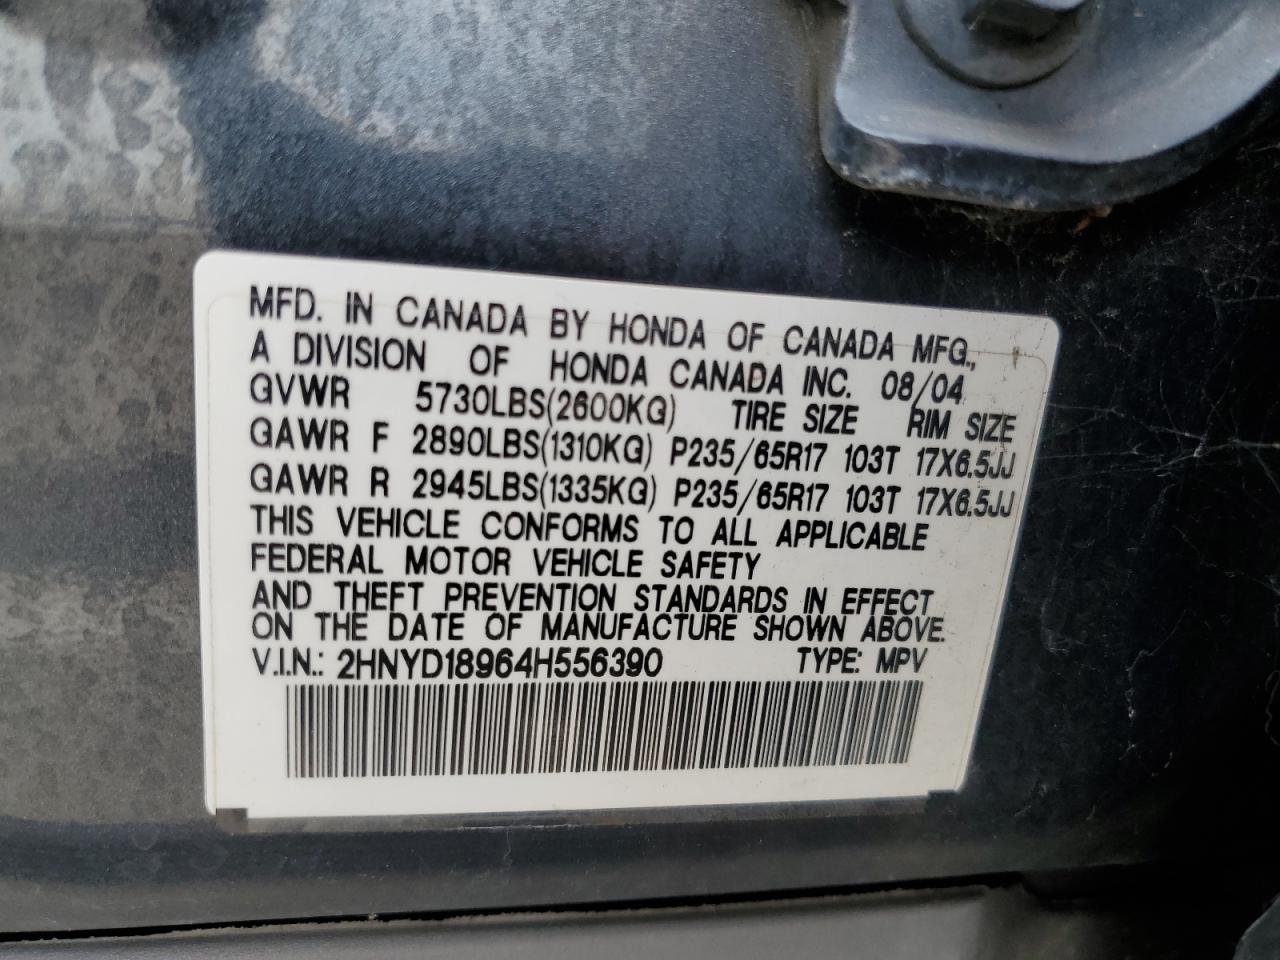 MFD. IN CANADA BY HONDA OF CANADA MFG.,
A DIVISION OF HONDA CANADA INC. 08/04
GVWR 5730LBS(2600KG) TIRE SIZE RIM SIZE
GAWR F 2890LBS(1310KG) P235/65R17 103T 17X6.5JJ
GAWR R 2945LBS(1335KG) P235/65R17 103T 17X6.5JJ
THIS VEHICLE CONFORMS TO ALL APPLICABLE
FEDERAL MOTOR VEHICLE SAFETY
AND THEFT PREVENTION STANDARDS IN EFFECT
ON THE DATE OF MANUFACTURE SHOWN ABOVE.
V.I.N.: 2HNYD18964H556390 TYPE: MPV